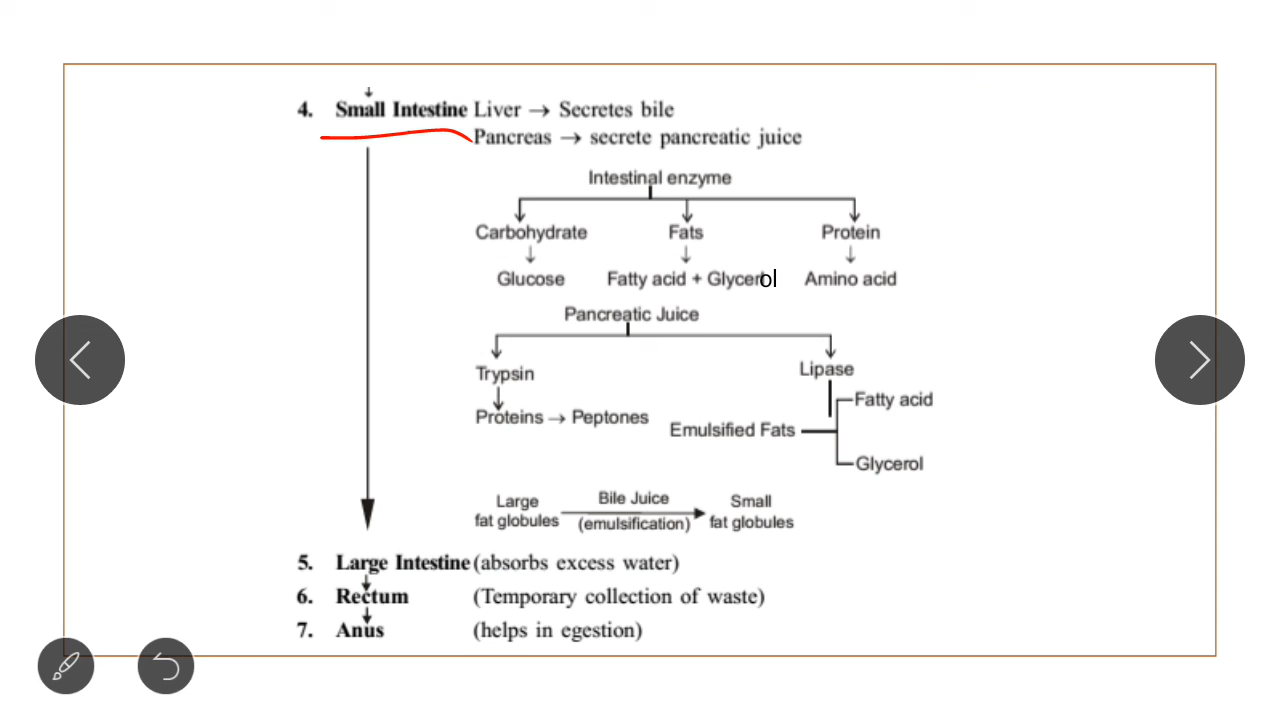 4. Small Intestine Liver → Secretes bile
Pancreas → secrete pancreatic juice
Intestinal enzyme
Carbohydrate Fats Protein
Glucose Fatty acid + Glycerol Amino acid
Pancreatic Juice
Trypsin Lipase
Proteins → Peptones
Fatty acid
Emulsified Fats
Glycerol
Large fat globules
Bile Juice
(emulsification)
Small fat globules
5. Large Intestine (absorbs excess water)
6. Rectum (Temporary collection of waste)
7. Anus (helps in egestion)